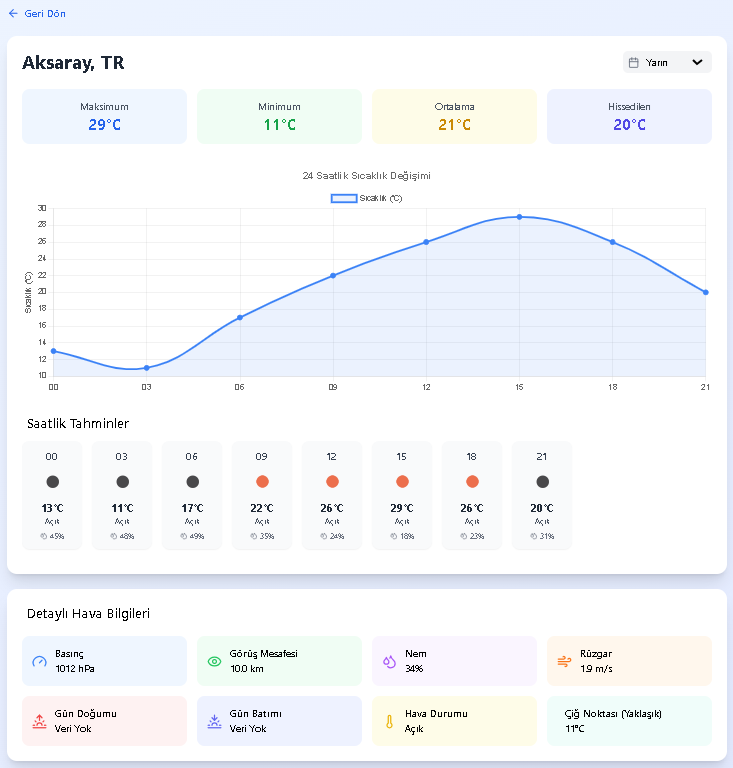 Geri Dön
Aksaray, TR
Yarın
Maksimum
29°C
Minimum
11°C
Ortalama
21°C
Hissedilen
20°C
24 Saatlik Sıcaklık Değişimi
Sıcaklık (°C)
Sıcaklık (°C)
30
28
26
24
22
20
18
16
14
12
10
00
03
06
09
12
15
18
21
Saatlik Tahminler
00
13°C
Açık
45%
03
11°C
Açık
48%
06
17°C
Açık
49%
09
22°C
Açık
35%
12
26°C
Açık
24%
15
29°C
Açık
18%
18
26°C
Açık
23%
21
20°C
Açık
31%
Detaylı Hava Bilgileri
Basınç
1012 hPa
Görüş Mesafesi
10.0 km
Nem
34%
Rüzgar
1.9 m/s
Gün Doğumu
Veri Yok
Gün Batımı
Veri Yok
Hava Durumu
Açık
Çiğ Noktası (Yaklaşık)
11°C